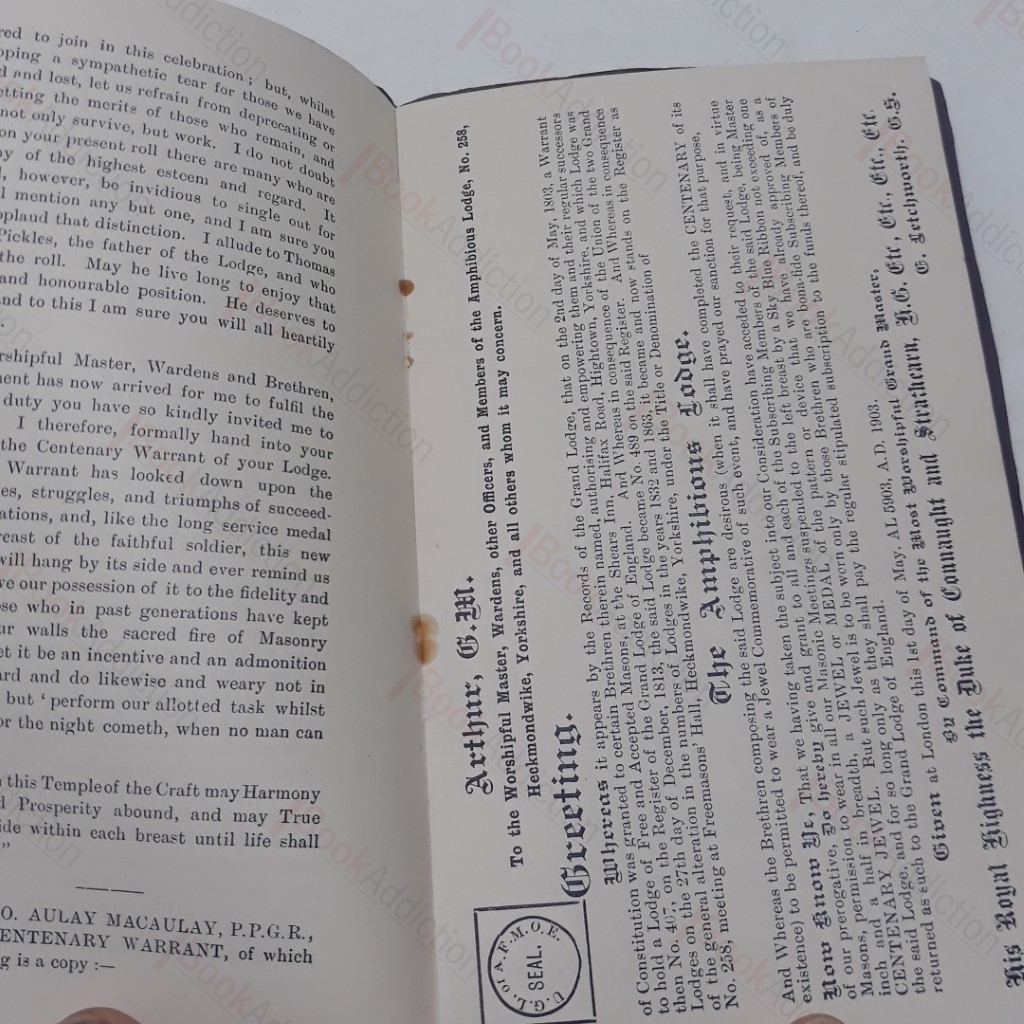 red to join in this celebration; but, whilst
pping a sympathetic tear for those we have
d and lost, let us refrain from deprecating or
etting the merits of those who remain, and
not only survive, but work. I do not doubt
on your present roll there are many who are
hy of the highest esteem and regard. It
l, however, be invidious to single out for
l mention any but one, and I am sure you
pplaud that distinction. I allude to Thomas
Pickles, the father of the Lodge, and who
the roll. May he live long to enjoy that
and honourable position. He deserves to
nd to this I am sure you will all heartily
.
rshipful Master, Wardens and Brethren,
ent has now arrived for me to fulfil the
duty you have so kindly invited me to
I therefore, formally hand into your
the Centenary Warrant of your Lodge.
Warrant has looked down upon the
es, struggles, and triumphs of succeed-
ations, and, like the long service medal
reast of the faithful soldier, this new
will hang by its side and ever remind us
ve our possession of it to the fidelity and
se who in past generations have kept
ur walls the sacred fire of Masonry
et it be an incentive and an admonition
ard and do likewise and weary not in
but ' perform our allotted task whilst
or the night cometh, when no man can
this Temple of the Craft may Harmony
d Prosperity abound, and may True
ide within each breast until life shall
”
O. AULAY MACAULAY, P.P.G.R.,
ENTENARY WARRANT, of which
g is a copy :—
U.G.L. OF A.F.M.O.E.
SEAL.
Arthur, G.M.
To the Worshipful Master, Wardens, other Officers, and Members of the Amphibious Lodge, No. 258,
Heckmondwike, Yorkshire, and all others whom it may concern.
Greeting.
Whereas it appears by the Records of the Grand Lodge, that on the 2nd day of May, 1803, a Warrant
of Constitution was granted to certain Brethren therein named, authorising and empowering them and their regular successors
to hold a Lodge of Free and Accepted Masons, at the Shears Inn, Halifax Road, Hightown, Yorkshire, and which Lodge was
then No. 407, on the Register of the Grand Lodge of England. And Whereas in consequence of the Union of the two Grand
Lodges on the 27th day of December, 1813, the said Lodge became No. 489 on the said Register. And Whereas in consequence
of the general alteration in the numbers of Lodges in the years 1832 and 1863, it became and now stands on the Register as
No. 258, meeting at Freemasons' Hall, Heckmondwike, Yorkshire, under the Title or Denomination of
The Amphibious Lodge.
And Whereas the Brethren composing the said Lodge are desirous (when it shall have completed the CENTENARY of its
existence) to be permitted to wear a Jewel Commemorative of such event, and have prayed our sanction for that purpose,
Now Know Ye, That we having taken the subject into our Consideration have acceded to their request, and in virtue
of our prerogative, Do hereby give and grant to all and each of the Subscribing Members of the said Lodge, being Master
Masons, permission to wear in all our Masonic Meetings suspended to the left breast by a Sky Blue Ribbon not exceeding one
inch and a half in breadth, a JEWEL or MEDAL of the pattern or device that we have already approved of, as a
CENTENARY JEWEL. But such Jewel is to be worn only by those Brethren who are bona-fide Subscribing Members of
the said Lodge, and for so long only as they shall pay the regular stipulated subscription to the funds thereof, and be duly
returned as such to the Grand Lodge of England.
Given at London this 1st day of May. AL 5903, A.D. 1903.
By Command of the Most Worshipful Grand Master,
His Royal Highness the Duke of Connaught and Strathearn, K.G. Etc, Etc., Etc., Etc.
E. Letchworth. G.S.
BookAddiction